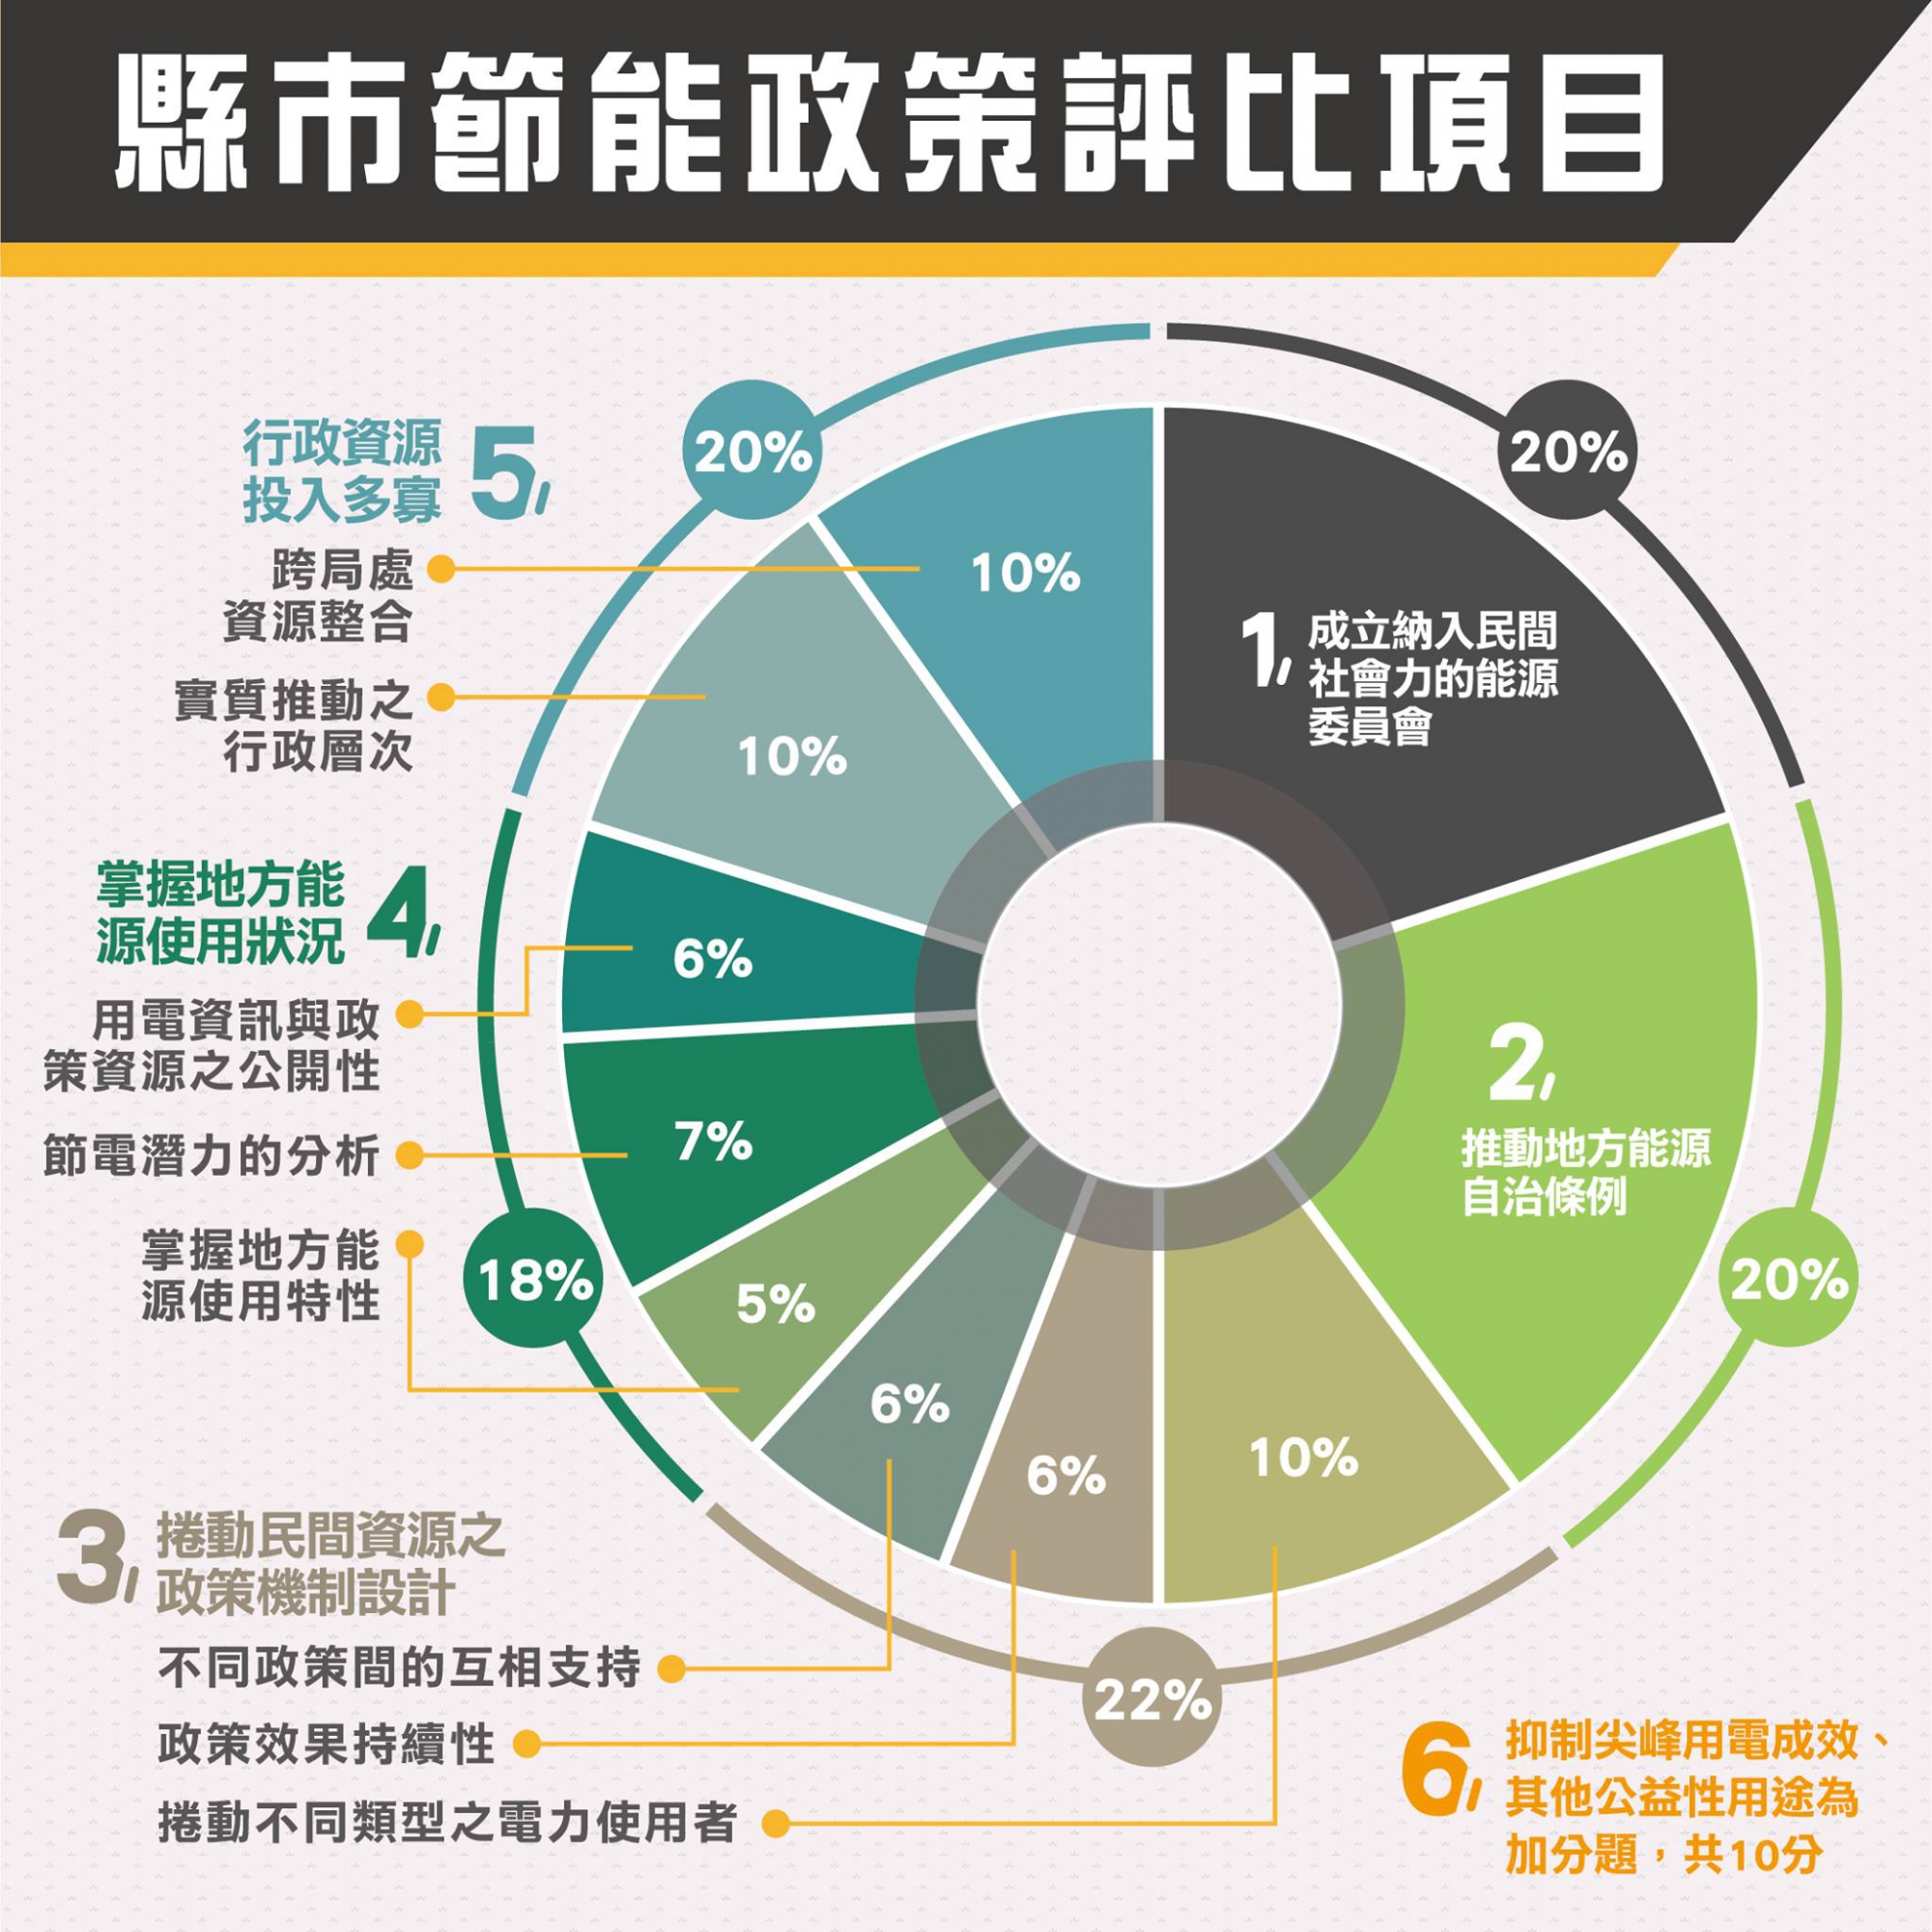 縣市節能政策評比項目
20%
20%
10%
1,
成立納入民間
社會力的能源
委員會
5,
行政資源
投入多寡
跨局處
資源整合
實質推動之
行政層次
10%
4,
掌握地方能
源使用狀況
6%
用電資訊與政
策資源之公開性
7%
節電潛力的分析
掌握地方能
源使用特性
18%
5%
2,
推動地方能源
自治條例
20%
6%
6%
10%
3,
捲動民間資源之
政策機制設計
不同政策間的互相支持
政策效果持續性
捲動不同類型之電力使用者
22%
6,
抑制尖峰用電成效、
其他公益性用途為
加分題，共10分